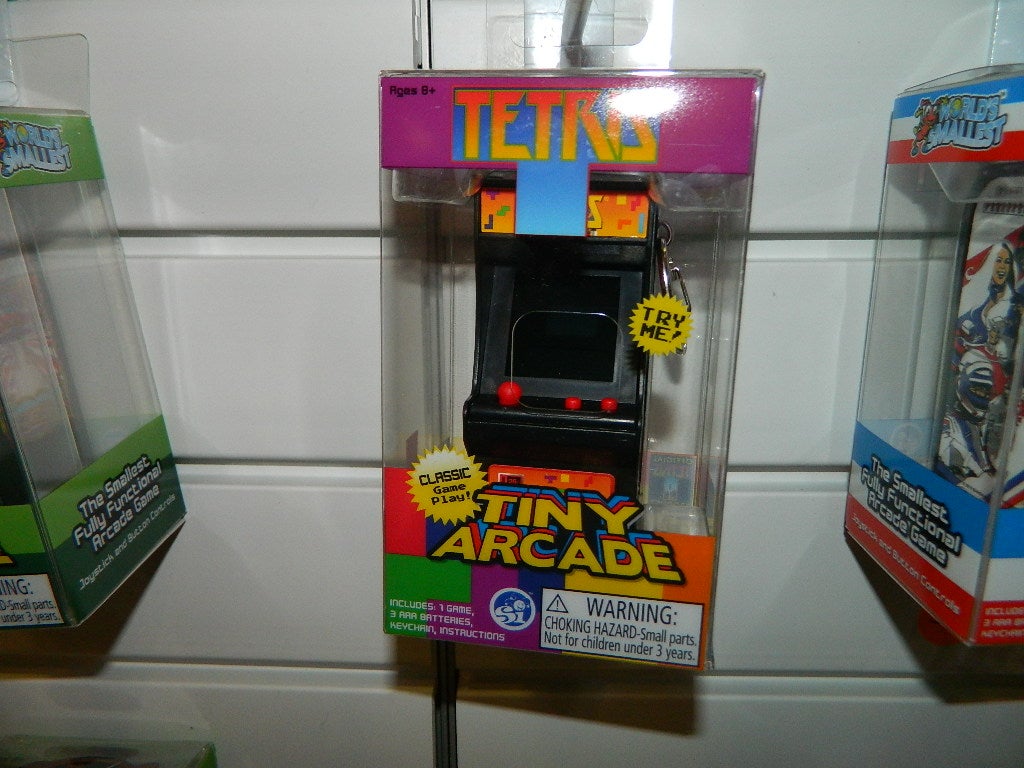 Ages 8+
TETRIS
TRY
ME!
CLASSIC
Game
Play!
TINY
ARCADE
INCLUDES: 1 GAME,
3 AAA BATTERIES,
KEYCHAIN, INSTRUCTIONS
WARNING:
CHOKING HAZARD-Small parts.
Not for children under 3 years.
WORLD'S
SMALLEST
The Smallest
Fully Functional
Arcade Game
Joystick and Button Controls
NING:
D-Small parts.
under 3 years.
WORLD'S
SMALLEST
The Smallest
Fully Functional
Arcade Game
Joystick and Button Controls
INCLUDE
3 AAA B
KEYCHAIN